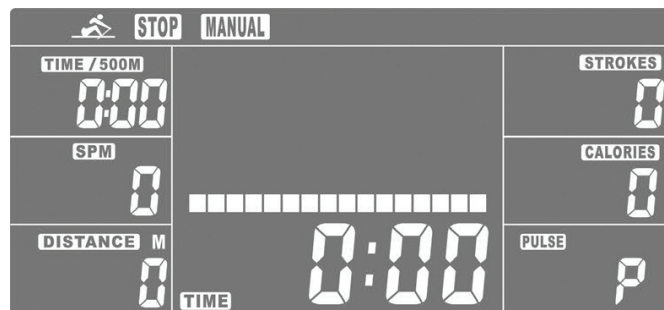 STOP MANUAL
TIME / 500M
0:00
SPM
0
DISTANCE M
0
0:00
TIME
STROKES
0
CALORIES
0
PULSE
P